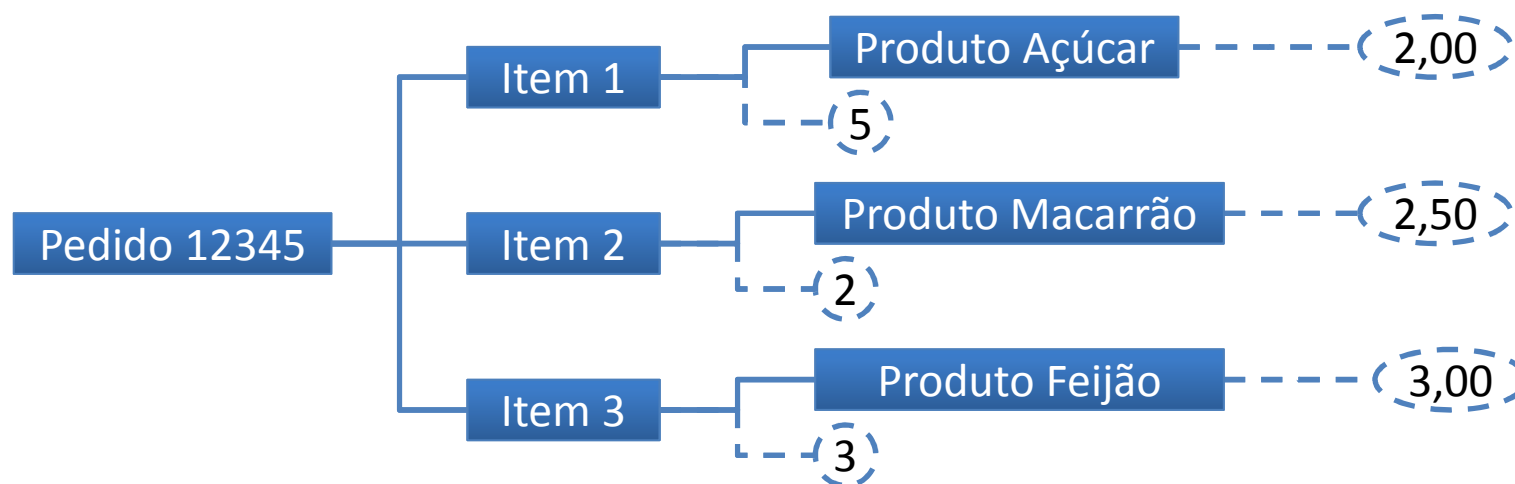 Pedido 12345
Item 1
Produto Açúcar
2,00
5
Item 2
Produto Macarrão
2,50
2
Item 3
Produto Feijão
3,00
3